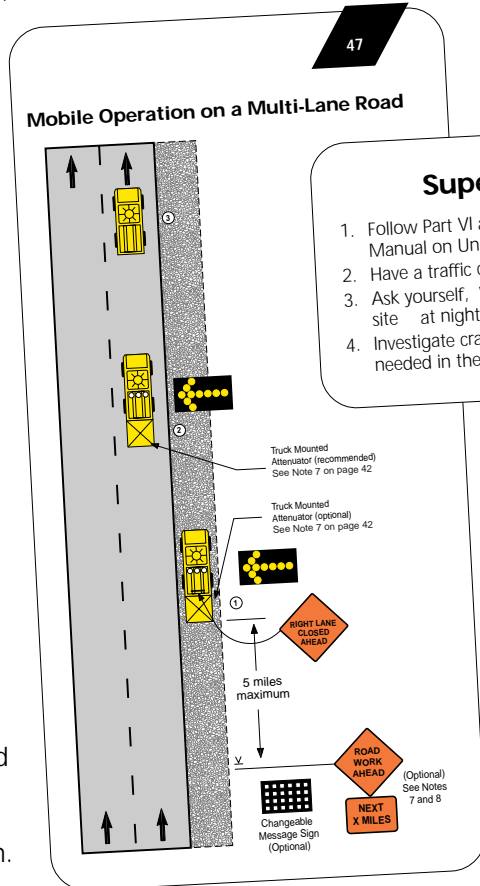 47
Mobile Operation on a Multi-Lane Road
3
2
Truck Mounted
Attenuator (recommended)
See Note 7 on page 42
Truck Mounted
Attenuator (optional)
See Note 7 on page 42
1
RIGHT LANE
CLOSED
AHEAD
5 miles
maximum
ROAD
WORK
AHEAD
NEXT
X MILES
(Optional)
See Notes
7 and 8
Changeable
Message Sign
(Optional)
1. Follow Part VI
Manual on
2. Have a traffic
3. Ask yourself,
site at night
4. Investigate
needed in the